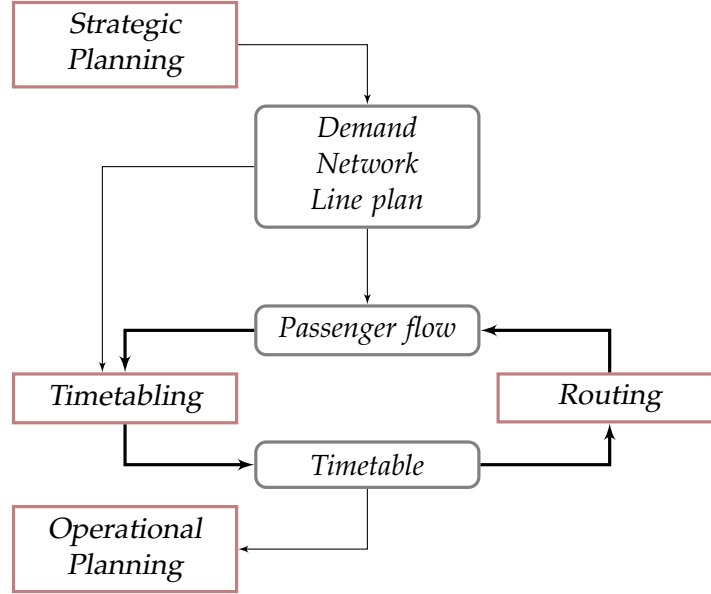 Strategic
Planning
Demand
Network
Line plan
Passenger flow
Timetabling
Routing
Timetable
Operational
Planning